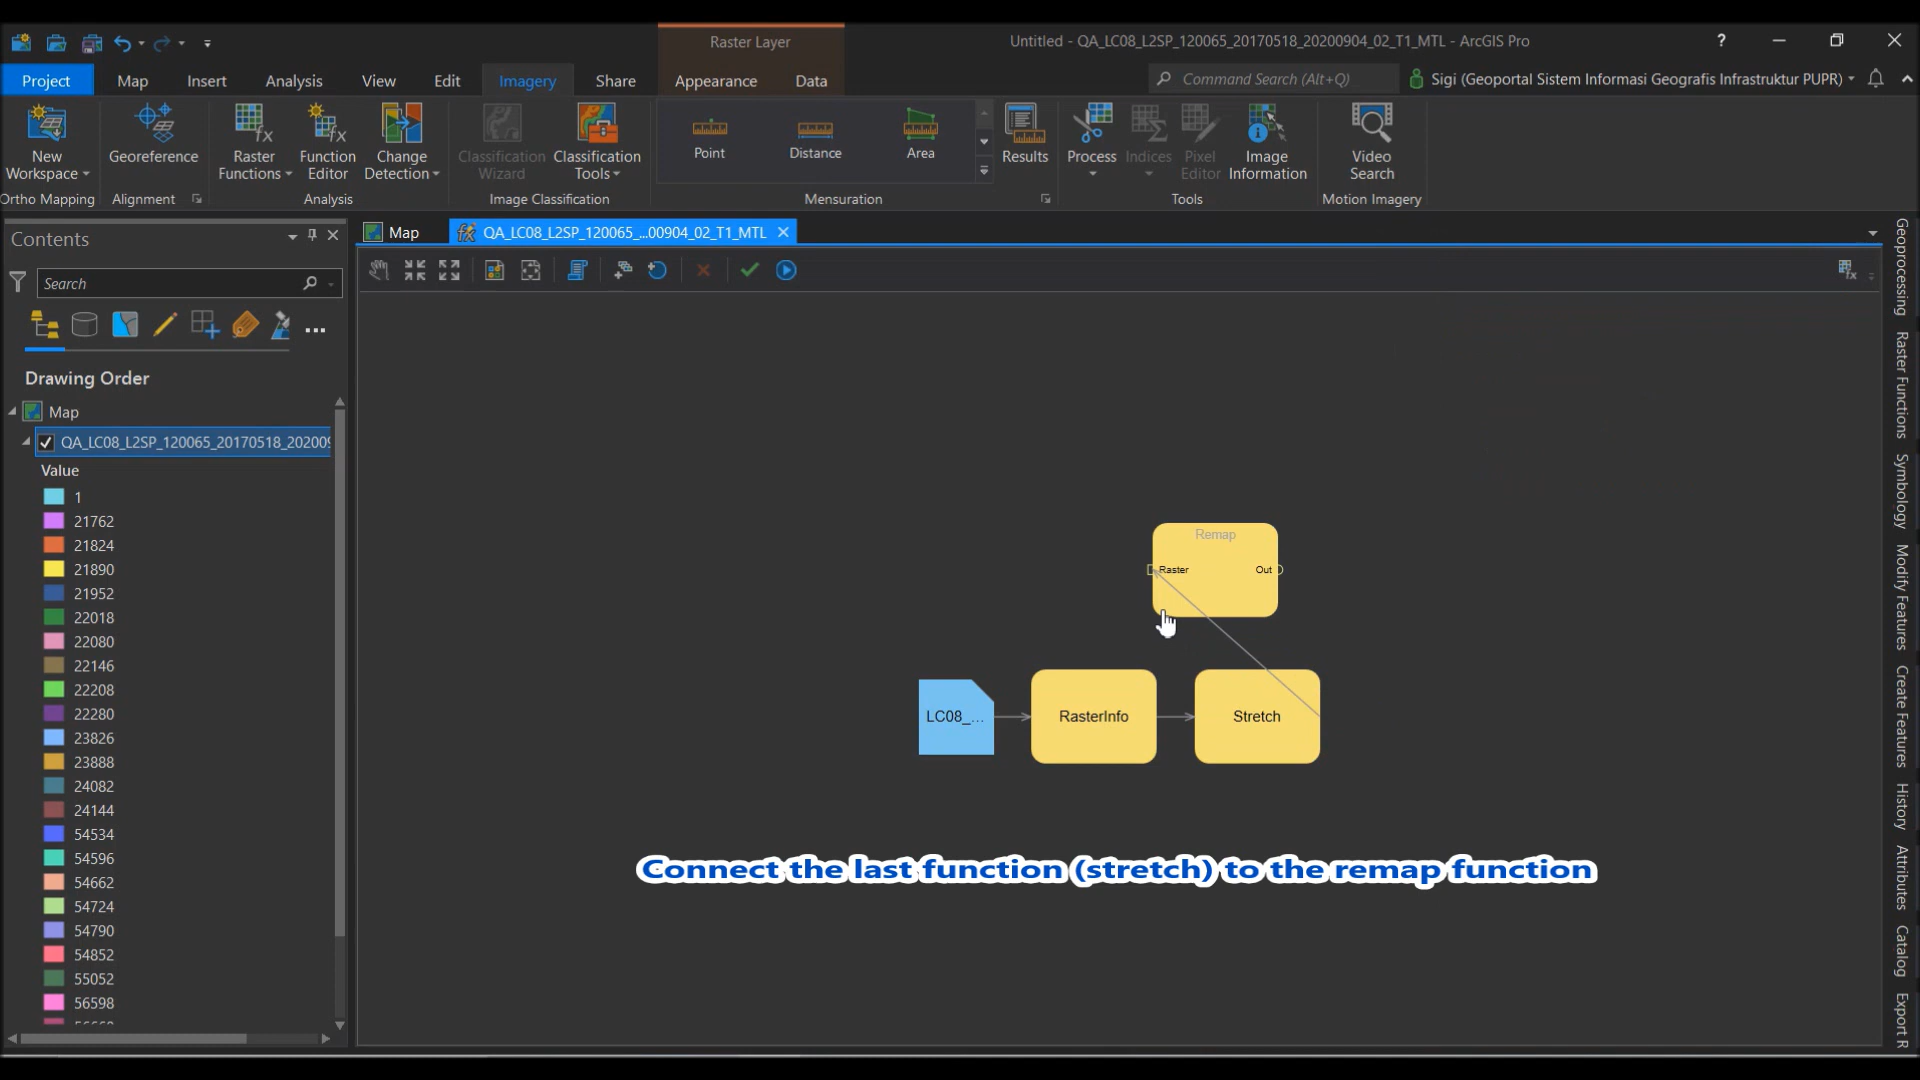 Raster Layer
Untitled - QA_LC08_L2SP_120065_20170518_20200904_02_T1_MTL - ArcGIS Pro
?
Project
Map
Insert
Analysis
View
Edit
Imagery
Share
Appearance
Data
Command Search (Alt+Q)
Sigi (Geoportal Sistem Informasi Geografis Infrastruktur PUPR)
New Workspace
Georeference
Raster Functions
Function Editor
Change Detection
Classification Wizard
Classification Tools
Point
Distance
Area
Results
Process
Indices
Pixel Editor
Image Information
Video Search
Ortho Mapping
Alignment
Analysis
Image Classification
Mensuration
Tools
Motion Imagery
Contents
Map
QA_LC08_L2SP_120065_...00904_02_T1_MTL
Search
Drawing Order
Map
QA_LC08_L2SP_120065_20170518_202009
Value
1
21762
21824
21890
21952
22018
22080
22146
22208
22280
23826
23888
24082
24144
54534
54596
54662
54724
54790
54852
55052
56598
Remap
Raster
Out
LC08_...
RasterInfo
Stretch
Connect the last function (stretch) to the remap function
Geoprocessing
Raster Functions
Symbology
Modify Features
Create Features
History
Attributes
Catalog
Export R